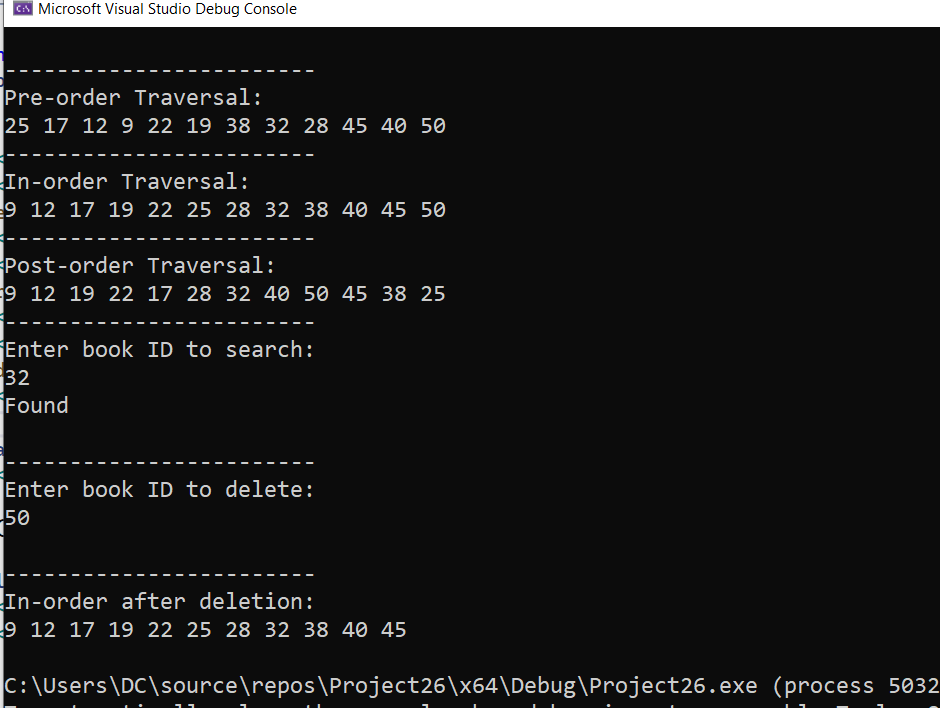 Microsoft Visual Studio Debug Console
------------------------
Pre-order Traversal:
25 17 12 9 22 19 38 32 28 45 40 50
------------------------
In-order Traversal:
9 12 17 19 22 25 28 32 38 40 45 50
------------------------
Post-order Traversal:
9 12 19 22 17 28 32 40 50 45 38 25
------------------------
Enter book ID to search:
32
Found
------------------------
Enter book ID to delete:
50
------------------------
In-order after deletion:
9 12 17 19 22 25 28 32 38 40 45
C:\Users\DC\source\repos\Project26\x64\Debug\Project26.exe (process 5032